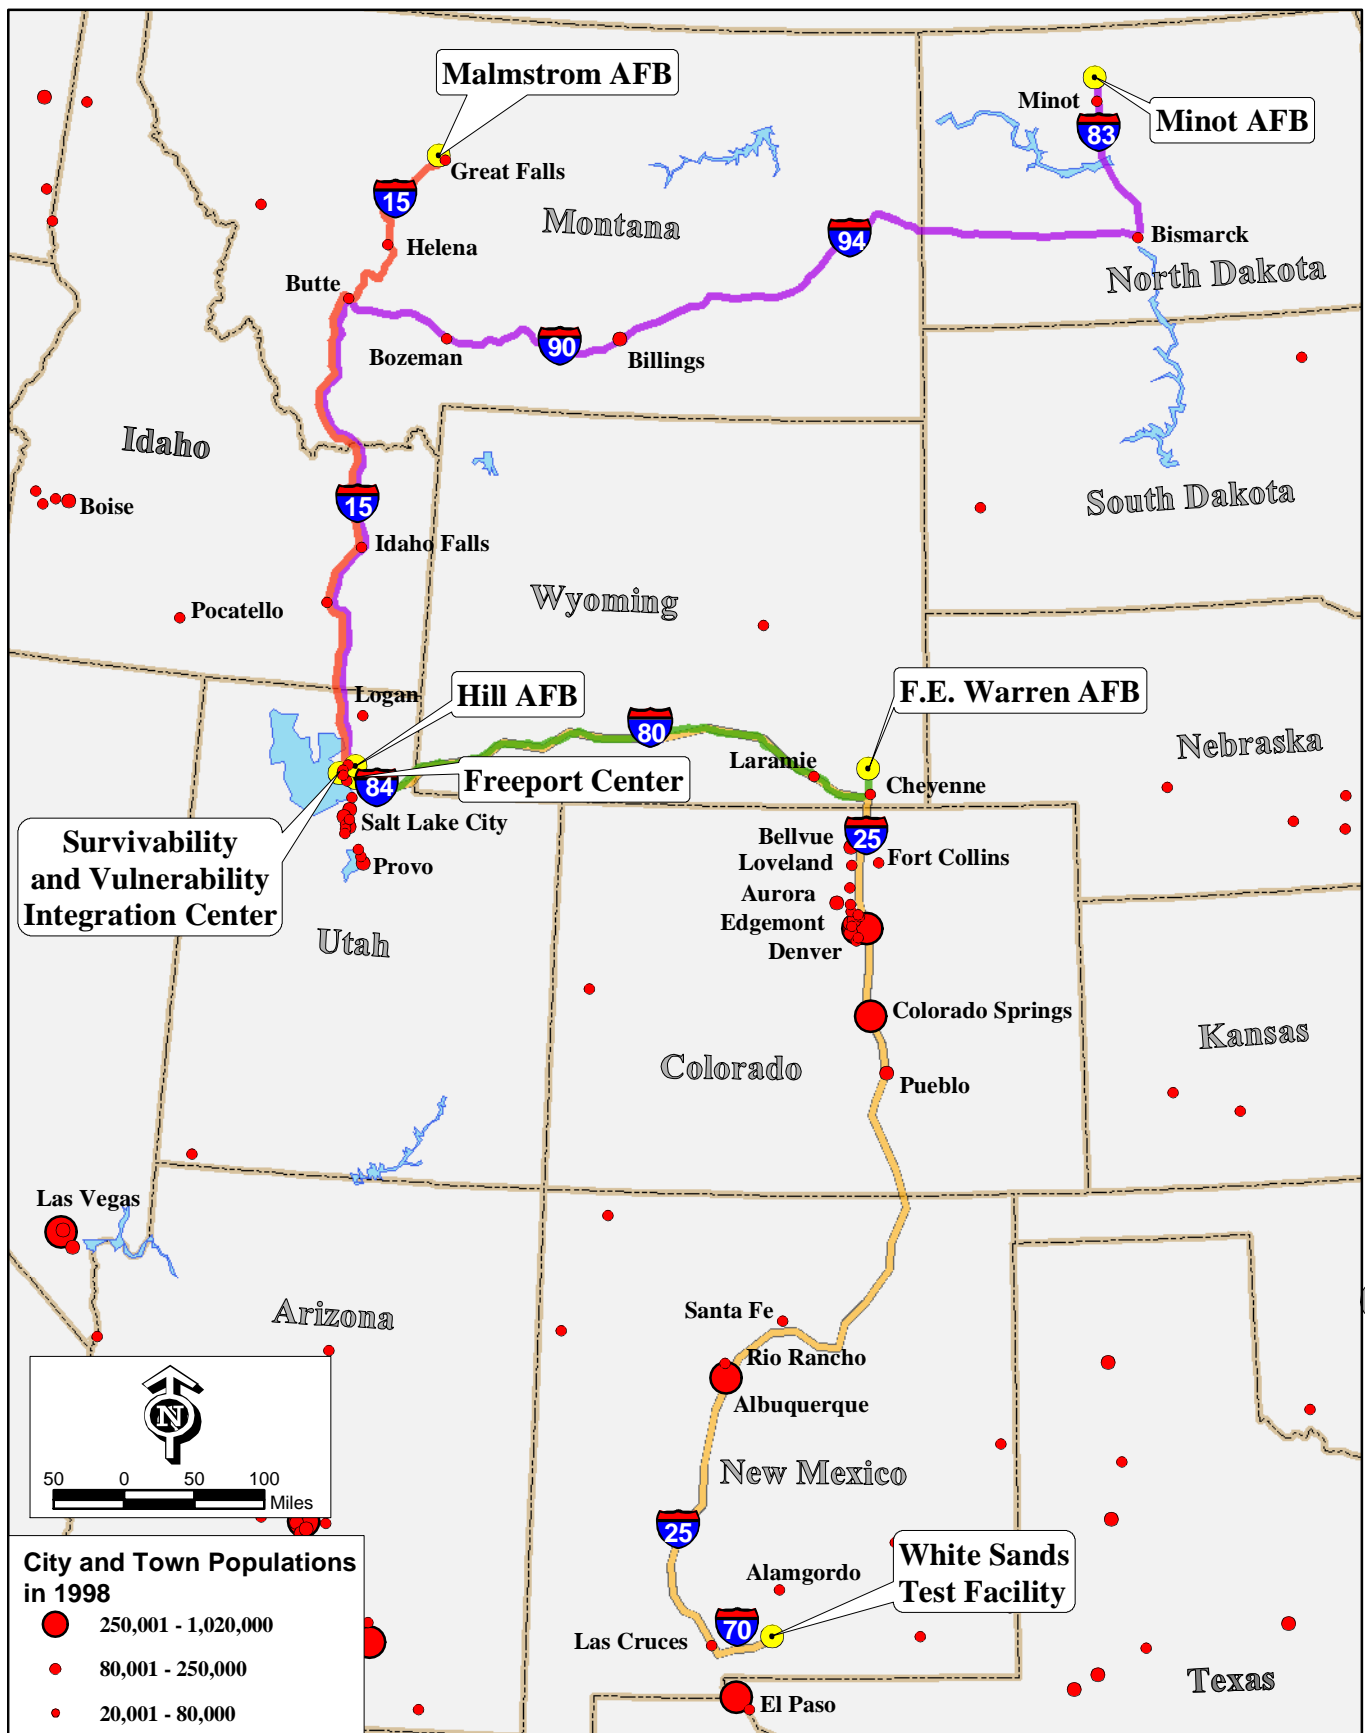 Malmstrom AFB
Minot
83
Minot AFB
Great Falls
15
Montana
Helena
94
Bismarck
North Dakota
Butte
Bozeman
90
Billings
Idaho
Boise
15
South Dakota
Idaho Falls
Wyoming
Pocatello
Logan
Hill AFB
F.E. Warren AFB
80
Nebraska
Laramie
84
Freeport Center
Cheyenne
Salt Lake City
Survivability
and Vulnerability
Integration Center
Provo
Bellvue
25
Loveland
Fort Collins
Aurora
Edgemont
Denver
Utah
Colorado Springs
Kansas
Colorado
Pueblo
Las Vegas
Arizona
Santa Fe
Rio Rancho
Albuquerque
N
New Mexico
50 0 50 100
Miles
25
White Sands
Test Facility
Alamgordo
70
Las Cruces
Texas
El Paso
City and Town Populations
in 1998
250,001 - 1,020,000
80,001 - 250,000
20,001 - 80,000